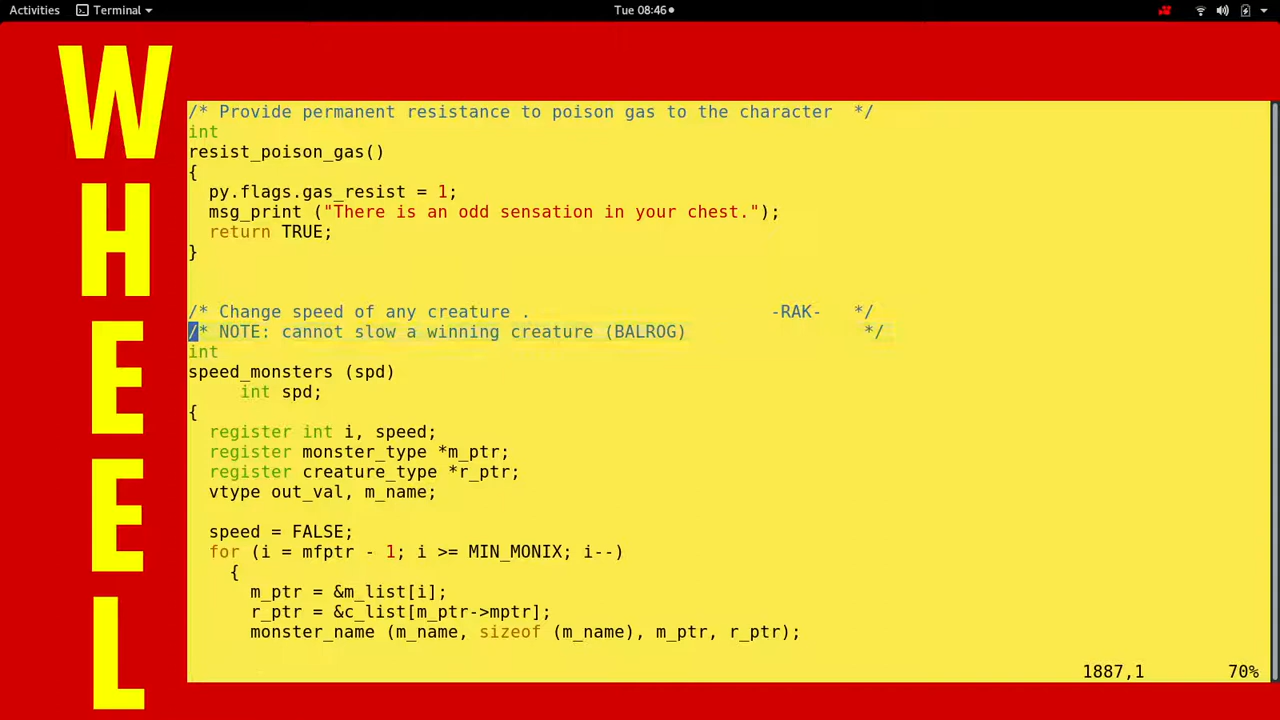 Activities Terminal Tue 08:46
WHEEL
/* Provide permanent resistance to poison gas to the character  */
int
resist_poison_gas()
{
  py.flags.gas_resist = 1;
  msg_print ("There is an odd sensation in your chest.");
  return TRUE;
}
/* Change speed of any creature .                       -RAK-   */
/* NOTE: cannot slow a winning creature (BALROG)                 */
int
speed_monsters (spd)
     int spd;
{
  register int i, speed;
  register monster_type *m_ptr;
  register creature_type *r_ptr;
  vtype out_val, m_name;
  speed = FALSE;
  for (i = mfptr - 1; i >= MIN_MONIX; i--)
    {
      m_ptr = &m_list[i];
      r_ptr = &c_list[m_ptr->mptr];
      monster_name (m_name, sizeof (m_name), m_ptr, r_ptr);
1887,1 70%